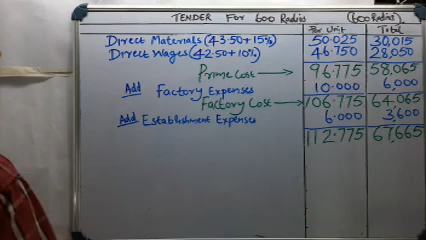 TENDER For 600 Radios (600 Radios)
Per Unit Total
Direct Materials (43.50+15%) 50.025 30,015
Direct Wages (42.50+10%) 46.750 28,050
Prime Cost → 96.775 58,065
Add Factory Expenses 10.000 6,000
Factory Cost → 106.775 64,065
Add Establishment Expenses 6.000 3,600
112.775 67,665